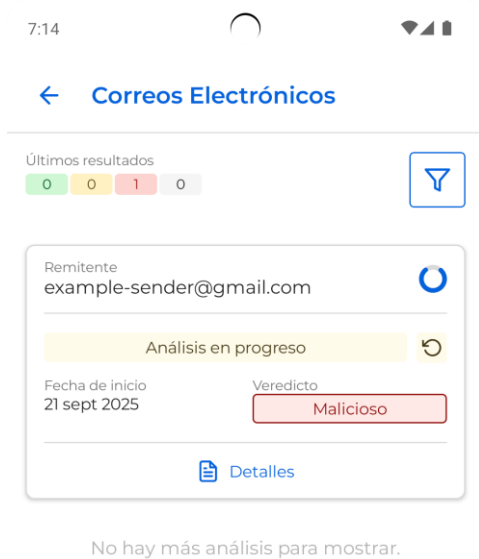 7:14
Correos Electrónicos
Últimos resultados
0 0 1 0
Remitente
example-sender@gmail.com
Análisis en progreso
Fecha de inicio Veredicto
21 sept 2025 Malicioso
Detalles
No hay más análisis para mostrar.